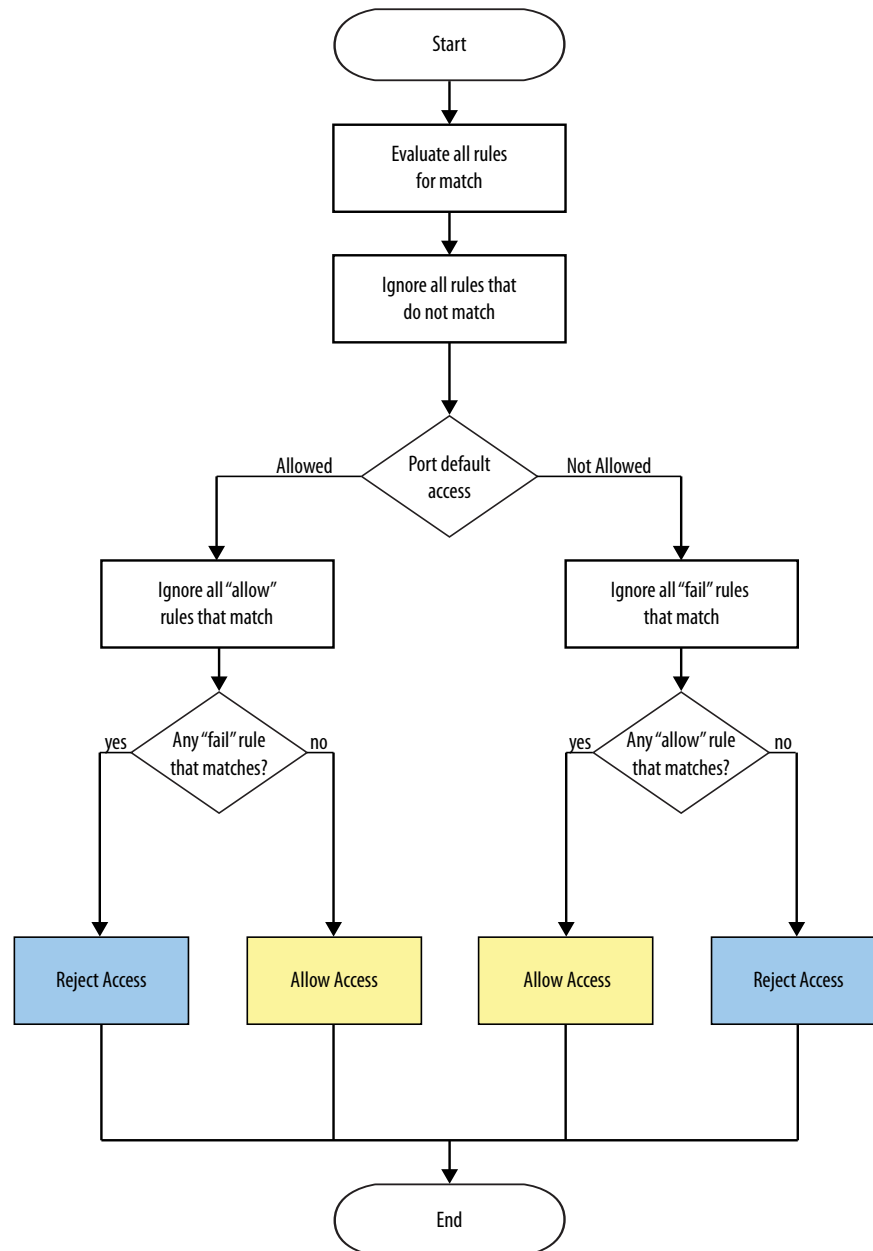 Start
Evaluate all rules
for match
Ignore all rules that
do not match
Port default
access
Allowed
Not Allowed
Ignore all “allow”
rules that match
Ignore all “fail” rules
that match
Any “fail” rule
that matches?
yes
no
Any “allow” rule
that matches?
yes
no
Reject Access
Allow Access
Allow Access
Reject Access
End